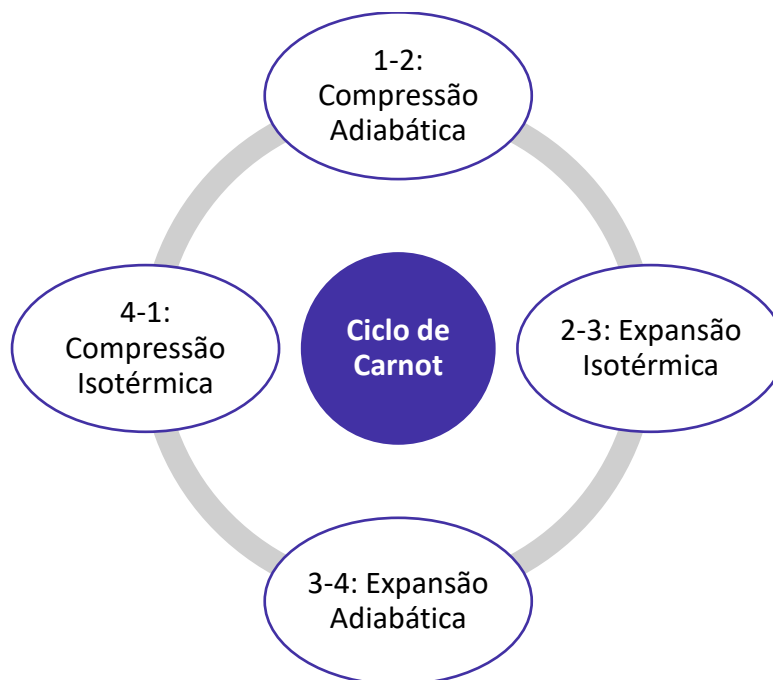 1-2:
Compressão
Adiabática
4-1:
Compressão
Isotérmica
Ciclo de
Carnot
2-3: Expansão
Isotérmica
3-4: Expansão
Adiabática